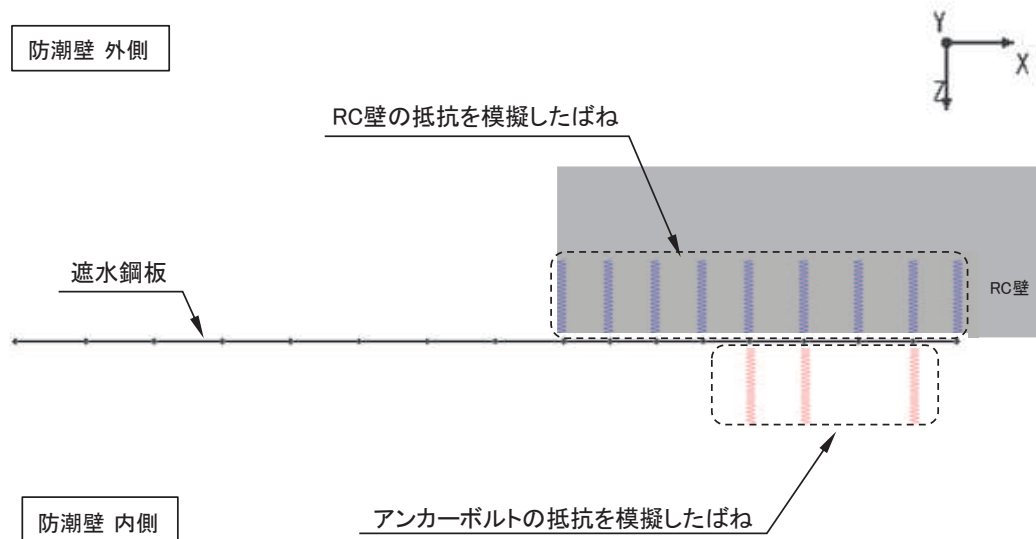 防潮壁 外側
Y
X
Z
RC壁の抵抗を模擬したばね
遮水鋼板
RC壁
防潮壁 内側
アンカーボルトの抵抗を模擬したばね